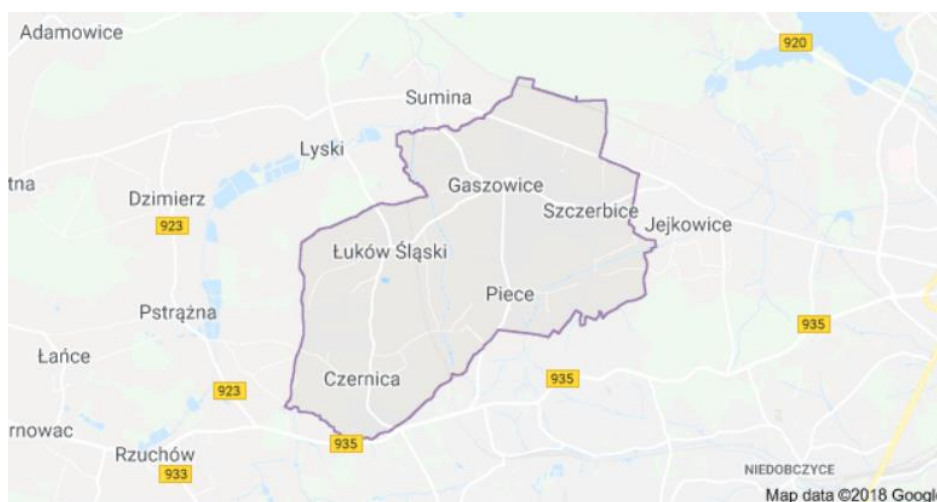 Adamowice
920
Sumina
Lyski
tna
Dzimierz
Gaszowice
923
Szczerbice
Jejkowice
Łuków Śląski
Pstrążna
Piece
935
Łańce
Czernica
935
923
rnowac
Rzuchów
935
933
NIEDOBCZYCE
Map data ©2018 Google